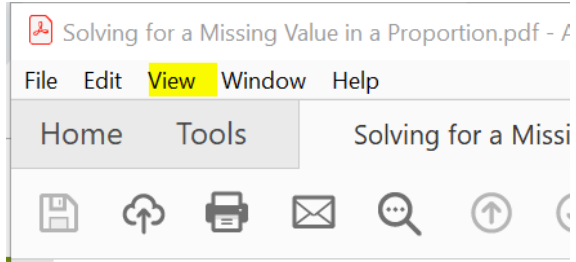 Solving for a Missing Value in a Proportion.pdf - A
File Edit View Window Help
Home Tools Solving for a Missi